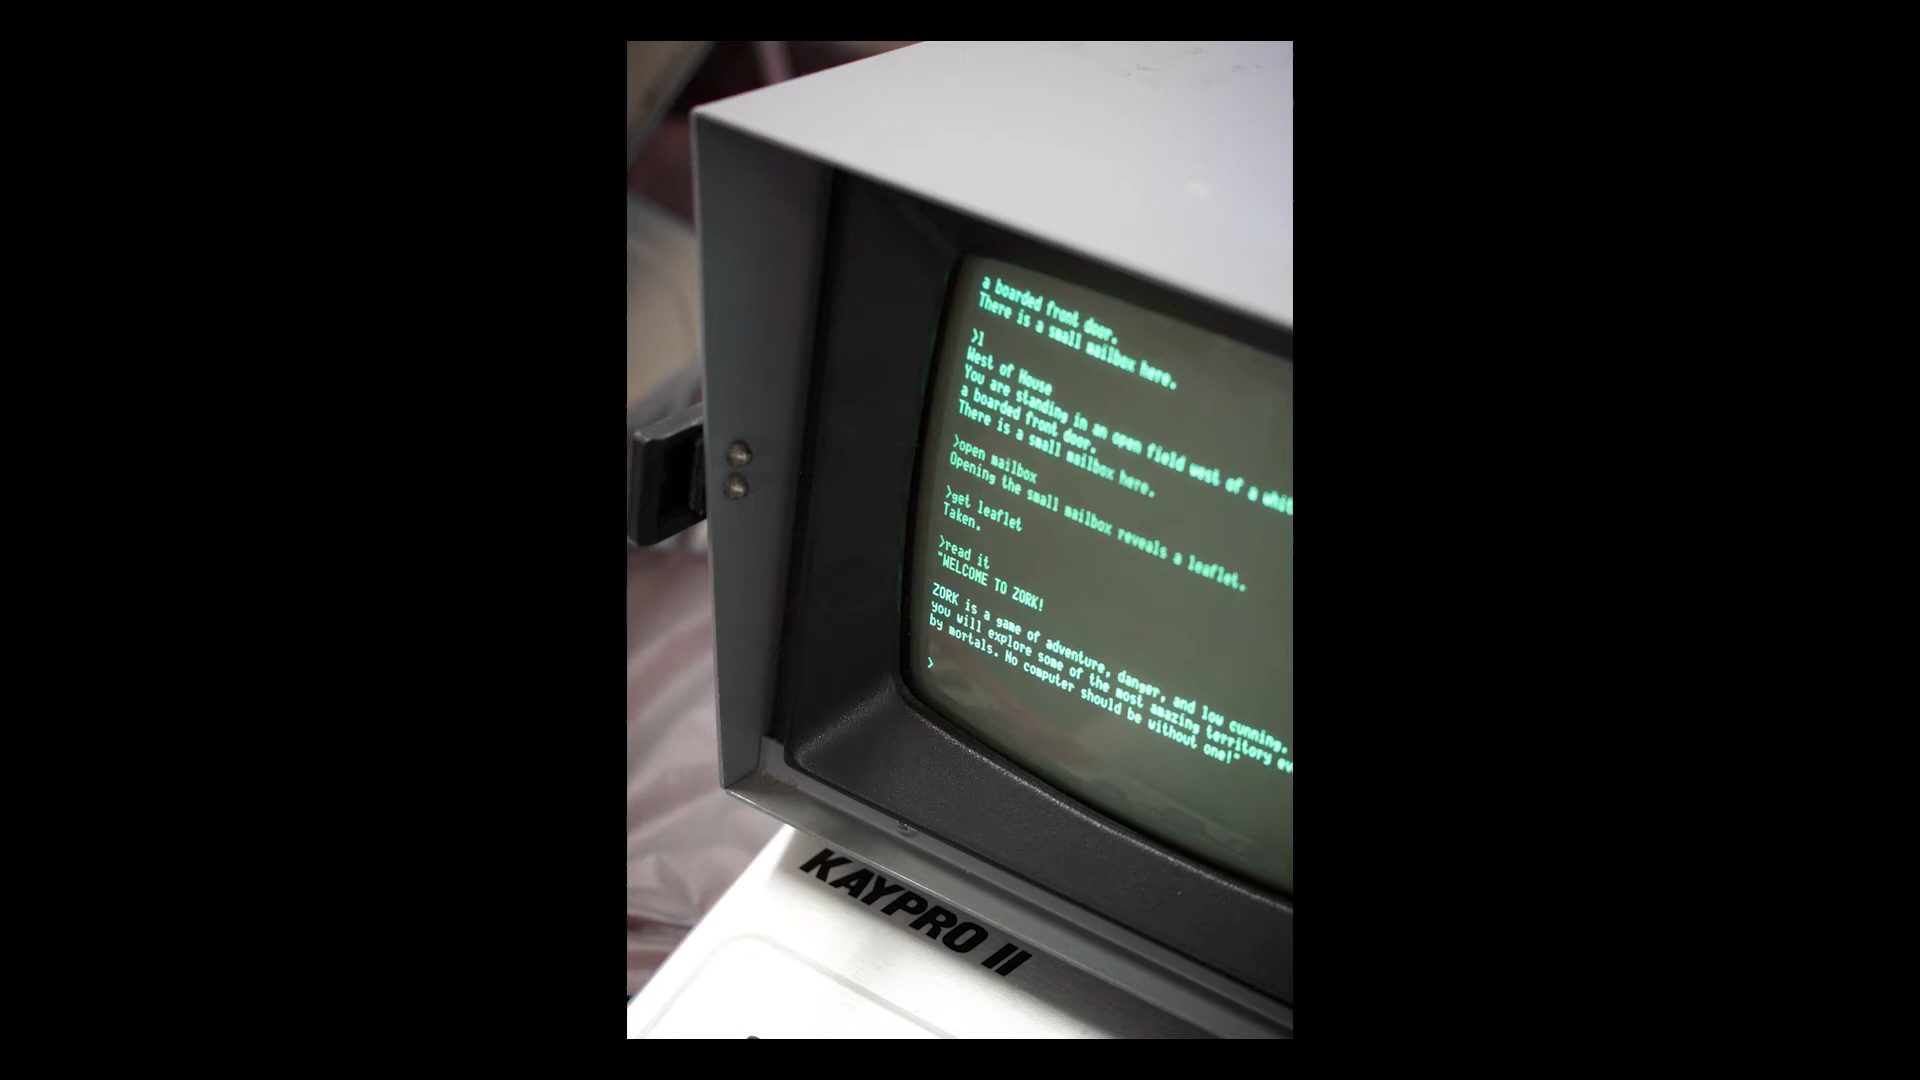 a boarded front door.
There is a small mailbox here.
>l
West of House
You are standing in an open field west of a
a boarded front door.
There is a small mailbox here.
>open mailbox
Opening the small mailbox reveals a leaflet.
>get leaflet
Taken.
>read it
"WELCOME TO ZORK!
ZORK is a game of adventure, danger, and low cunning.
you will explore some of the most amazing territory
by mortals. No computer should be without one!"
>
KAYPRO II